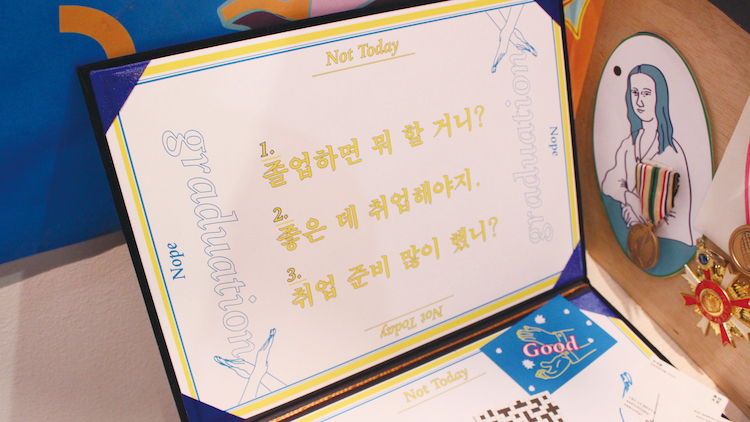 Not Today
graduation
graduation
Nope
Nope
1.
졸업하면 뭐 할 거니?
2.
좋은 데 취업해야지.
3.
취업 준비 많이 했니?
Not Today
Good
Not Today